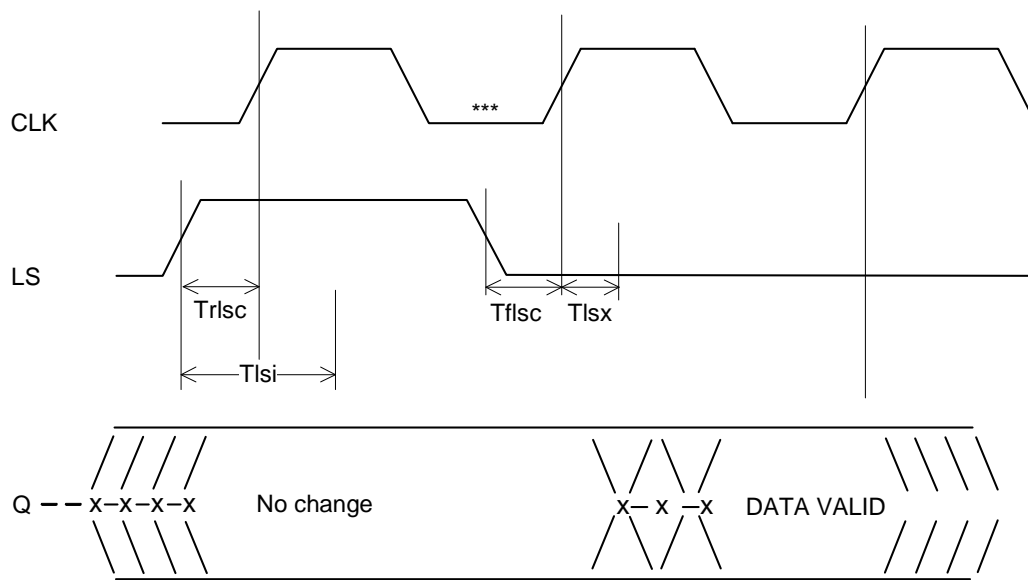 ***
CLK
LS
Trlsc
Tflsc
Tlsx
Tlsi
Q x x x x No change x x x DATA VALID